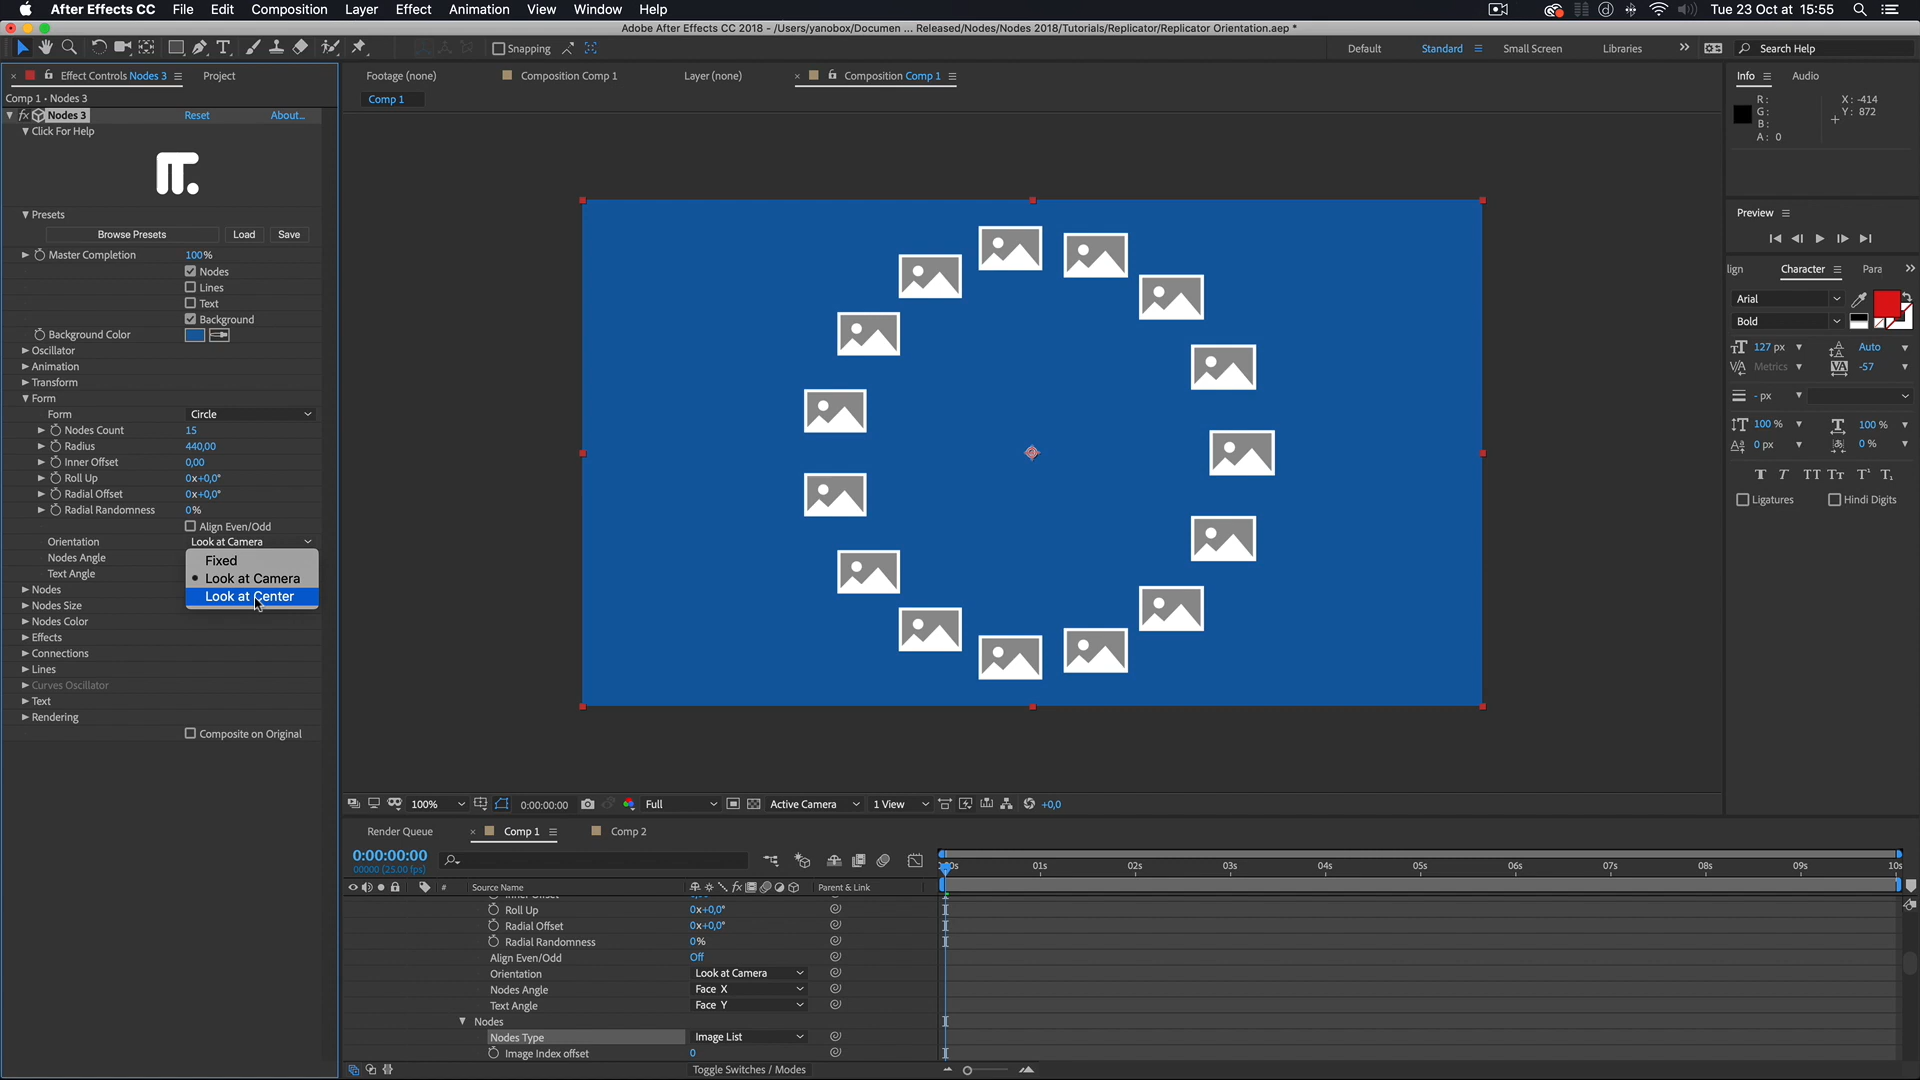 After Effects CC File Edit Composition Layer Effect Animation View Window Help
Tue 23 Oct at 15:55
Adobe After Effects CC 2018 - /Users/yanobox/Documen ... Released/Nodes/Nodes 2018/Tutorials/Replicator/Replicator Orientation.aep *
Snapping
Default Standard Small Screen Libraries Search Help
Effect Controls Nodes 3
Project
Footage (none)
Composition Comp 1
Layer (none)
Composition Comp 1
Comp 1
Comp 1 • Nodes 3
fx Nodes 3 Reset About...
Click For Help
Presets
Browse Presets Load Save
Master Completion 100%
Nodes
Lines
Text
Background
Background Color
Oscillator
Animation
Transform
Form
Form Circle
Nodes Count 15
Radius 440,00
Inner Offset 0,00
Roll Up 0x+0,0°
Radial Offset 0x+0,0°
Radial Randomness 0%
Align Even/Odd
Orientation Look at Camera
Nodes Angle
Text Angle
Fixed
Look at Camera
Look at Center
Nodes
Nodes Size
Nodes Color
Effects
Connections
Lines
Curves Oscillator
Text
Rendering
Composite on Original
Info Audio
R:
G:
B:
A: 0
X: -414
Y: 872
Preview
lign Character Para
Arial
Bold
127 px Auto
Metrics -57
- px
100 % 100 %
0 px 0 %
T T TT Tт T¹ T₁
Ligatures Hindi Digits
100% 0:00:00:00 Full Active Camera 1 View +0,0
Render Queue Comp 1 Comp 2
0:00:00:00
00000 (25.00 fps)
# Source Name fx Parent & Link
01s 02s 03s 04s 05s 06s 07s 08s 09s 10s
Roll Up 0x+0,0°
Radial Offset 0x+0,0°
Radial Randomness 0%
Align Even/Odd Off
Orientation Look at Camera
Nodes Angle Face X
Text Angle Face Y
Nodes
Nodes Type Image List
Image Index offset 0
Toggle Switches / Modes